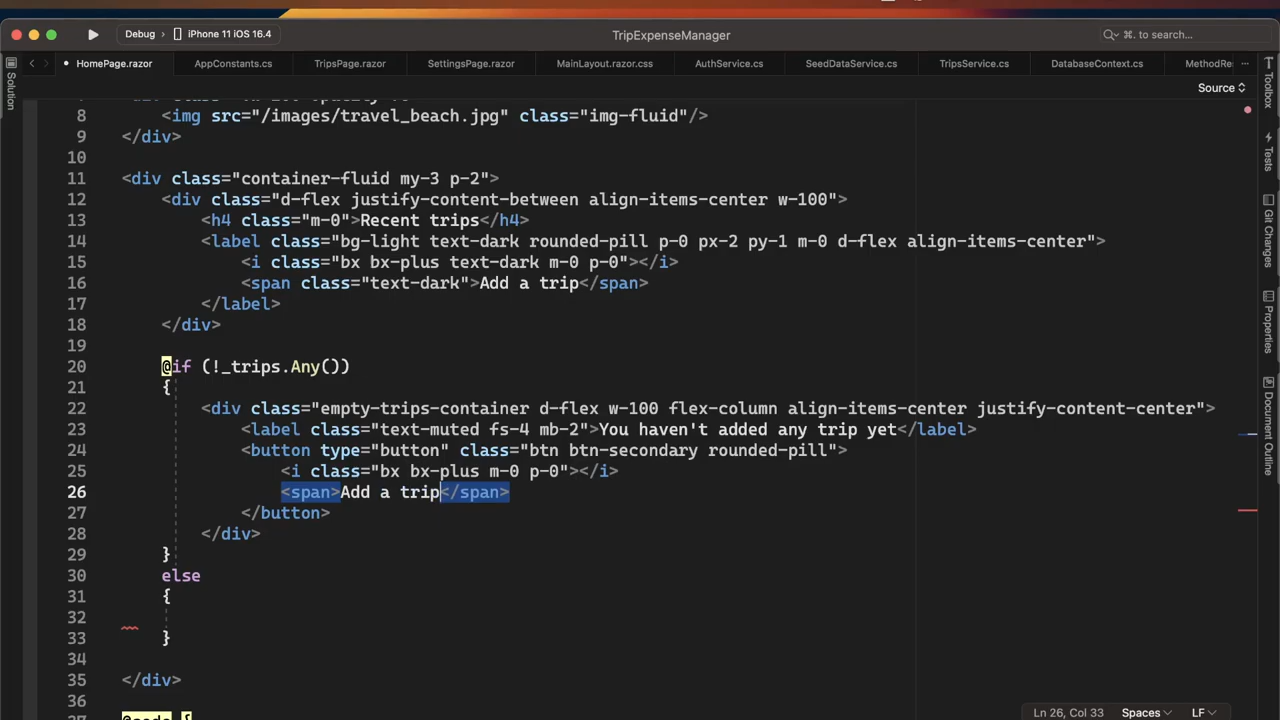 Debug > iPhone 11 iOS 16.4
TripExpenseManager
⌘. to search...
Solution
HomePage.razor
AppConstants.cs
TripsPage.razor
SettingsPage.razor
MainLayout.razor.css
AuthService.cs
SeedDataService.cs
TripsService.cs
DatabaseContext.cs
MethodRe
Source
8 <img src="/images/travel_beach.jpg" class="img-fluid"/>
9 </div>
10
11 <div class="container-fluid my-3 p-2">
12 <div class="d-flex justify-content-between align-items-center w-100">
13 <h4 class="m-0">Recent trips</h4>
14 <label class="bg-light text-dark rounded-pill p-0 px-2 py-1 m-0 d-flex align-items-center">
15 <i class="bx bx-plus text-dark m-0 p-0"></i>
16 <span class="text-dark">Add a trip</span>
17 </label>
18 </div>
19
20 @if (!_trips.Any())
21 {
22 <div class="empty-trips-container d-flex w-100 flex-column align-items-center justify-content-center">
23 <label class="text-muted fs-4 mb-2">You haven't added any trip yet</label>
24 <button type="button" class="btn btn-secondary rounded-pill">
25 <i class="bx bx-plus m-0 p-0"></i>
26 <span>Add a trip</span>
27 </button>
28 </div>
29 }
30 else
31 {
32
33 }
34
35 </div>
36
Toolbox
Tests
Git Changes
Properties
Document Outline
Ln 26, Col 33
Spaces
LF